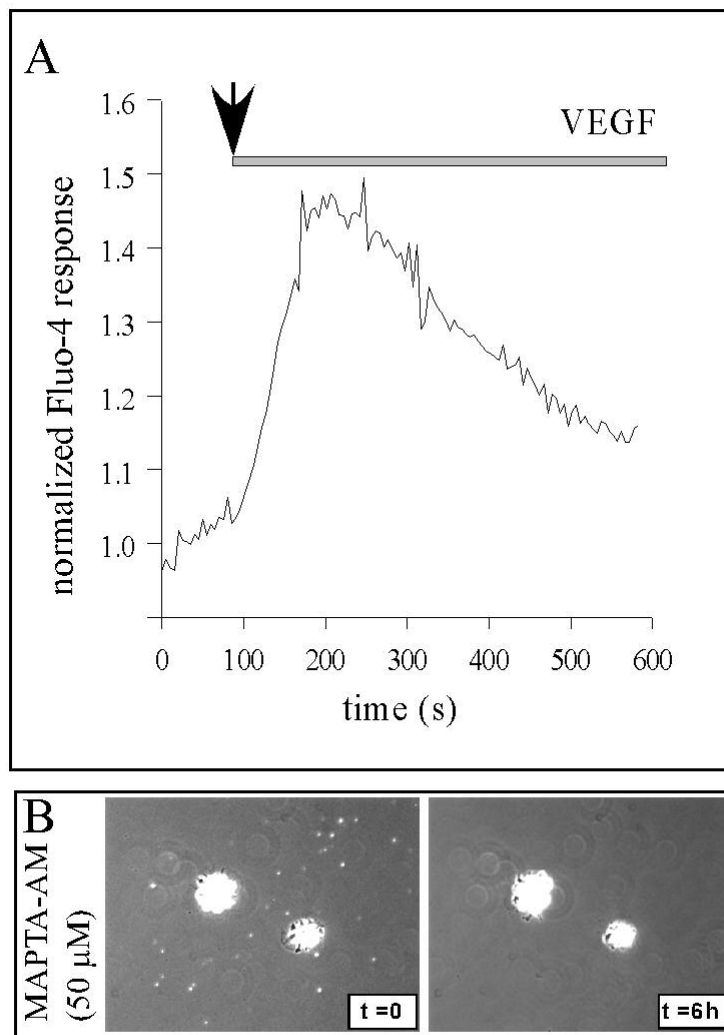 A
VEGF
normalized Fluo-4 response
1.6
1.5
1.4
1.3
1.2
1.1
1.0
0 100 200 300 400 500 600
time (s)
B
MAPTA-AM
(50 µM)
t =0
t =6h